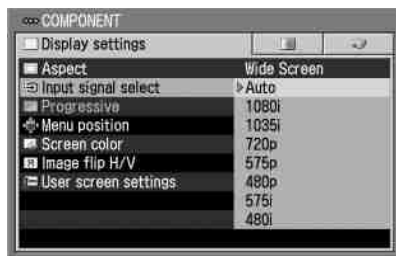 COMPONENT
Display settings
Aspect Wide Screen
Input signal select Auto
Progressive 1080i
Menu position 1035i
Screen color 720p
Image flip H/V 575p
User screen settings 480p
575i
480i